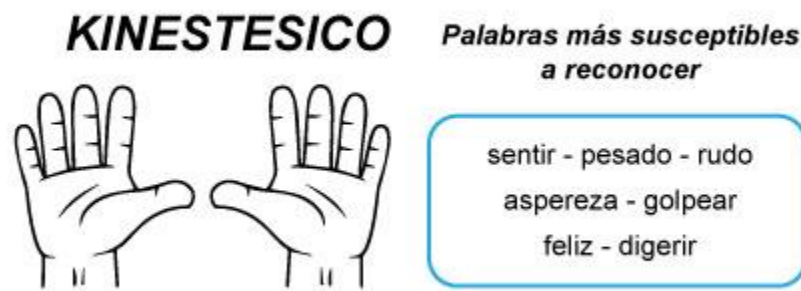 KINESTESICO
Palabras más susceptibles
a reconocer
sentir - pesado - rudo
aspereza - golpear
feliz - digerir